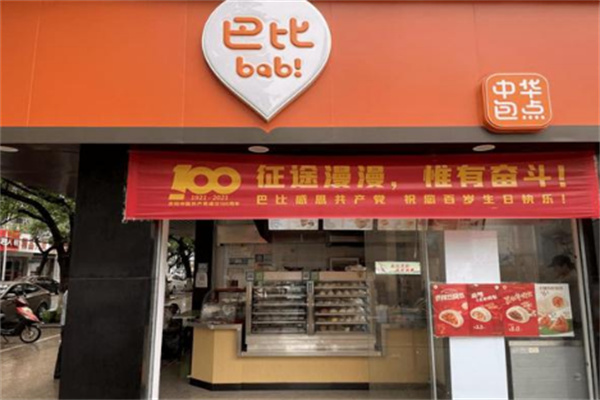 巴比
babi
中华
包点
100 征途漫漫，惟有奋斗！
1921-2021
巴比感恩共产党 祝愿百岁生日快乐！